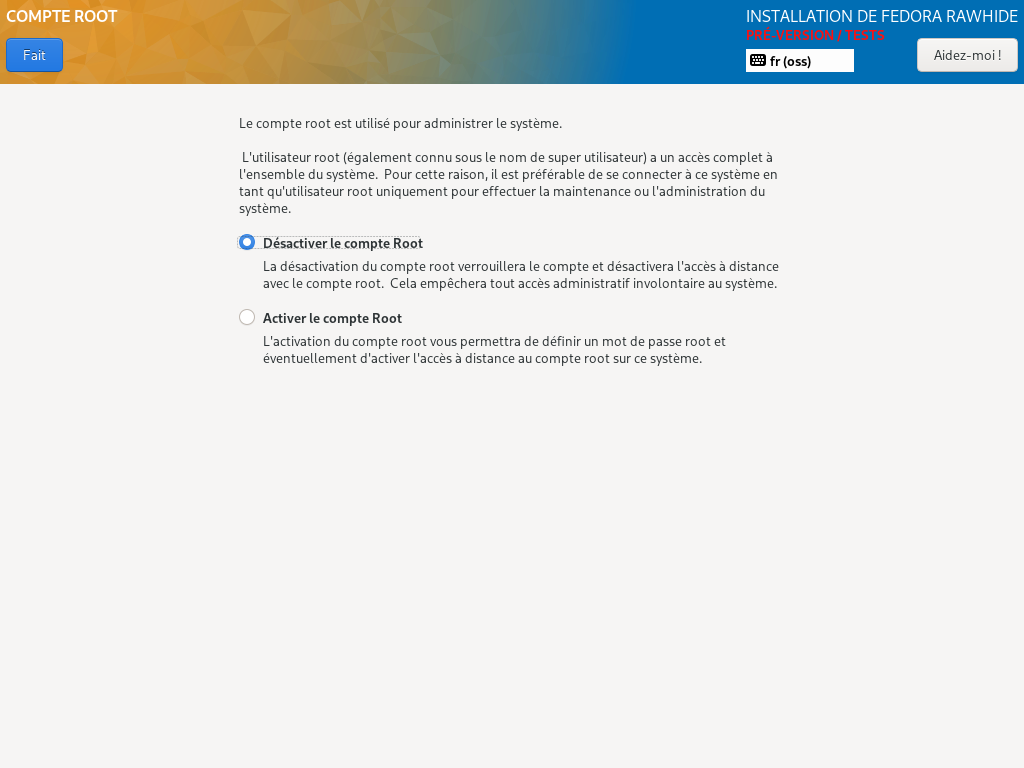 COMPTE ROOT
INSTALLATION DE FEDORA RAWHIDE
PRÉ-VERSION / TESTS
Fait
fr (oss)
Aidez-moi !
Le compte root est utilisé pour administrer le système.
L'utilisateur root (également connu sous le nom de super utilisateur) a un accès complet à
l'ensemble du système.  Pour cette raison, il est préférable de se connecter à ce système en
tant qu'utilisateur root uniquement pour effectuer la maintenance ou l'administration du
système.
Désactiver le compte Root
La désactivation du compte root verrouillera le compte et désactivera l'accès à distance
avec le compte root.  Cela empêchera tout accès administratif involontaire au système.
Activer le compte Root
L'activation du compte root vous permettra de définir un mot de passe root et
éventuellement d'activer l'accès à distance au compte root sur ce système.